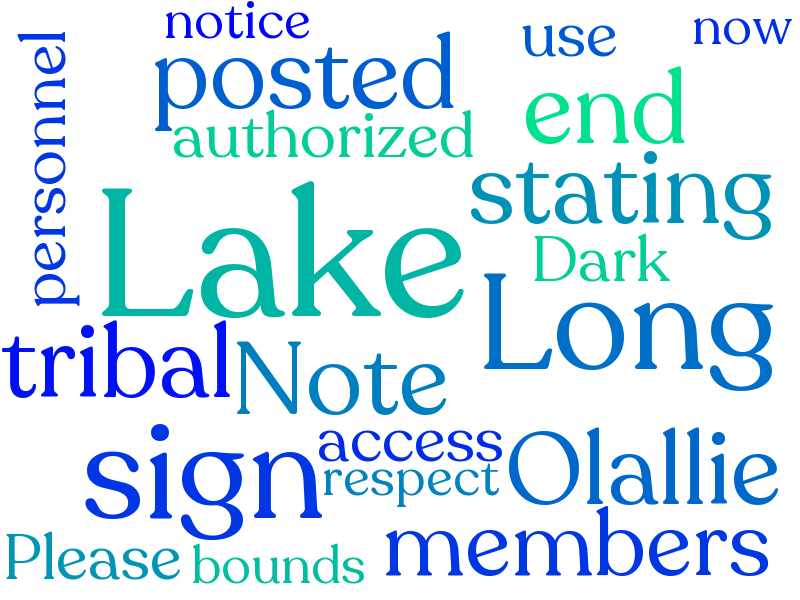 notice
use
now
personnel
posted
authorized
end
stating
Lake
Dark
Long
tribal
Note
sign
access
respect
Olallie
Please
bounds
members